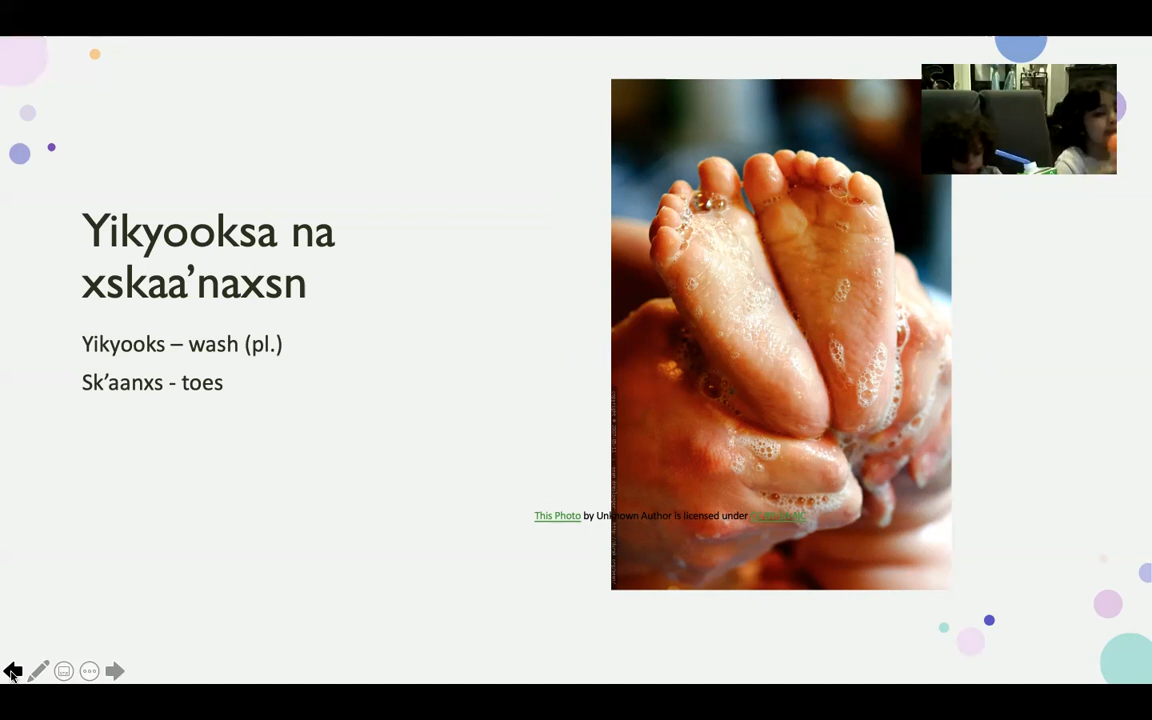 Yikyooksa na
xskaa’naxsn
Yikyooks – wash (pl.)
Sk’aanxs - toes
This Photo by Unknown Author is licensed under